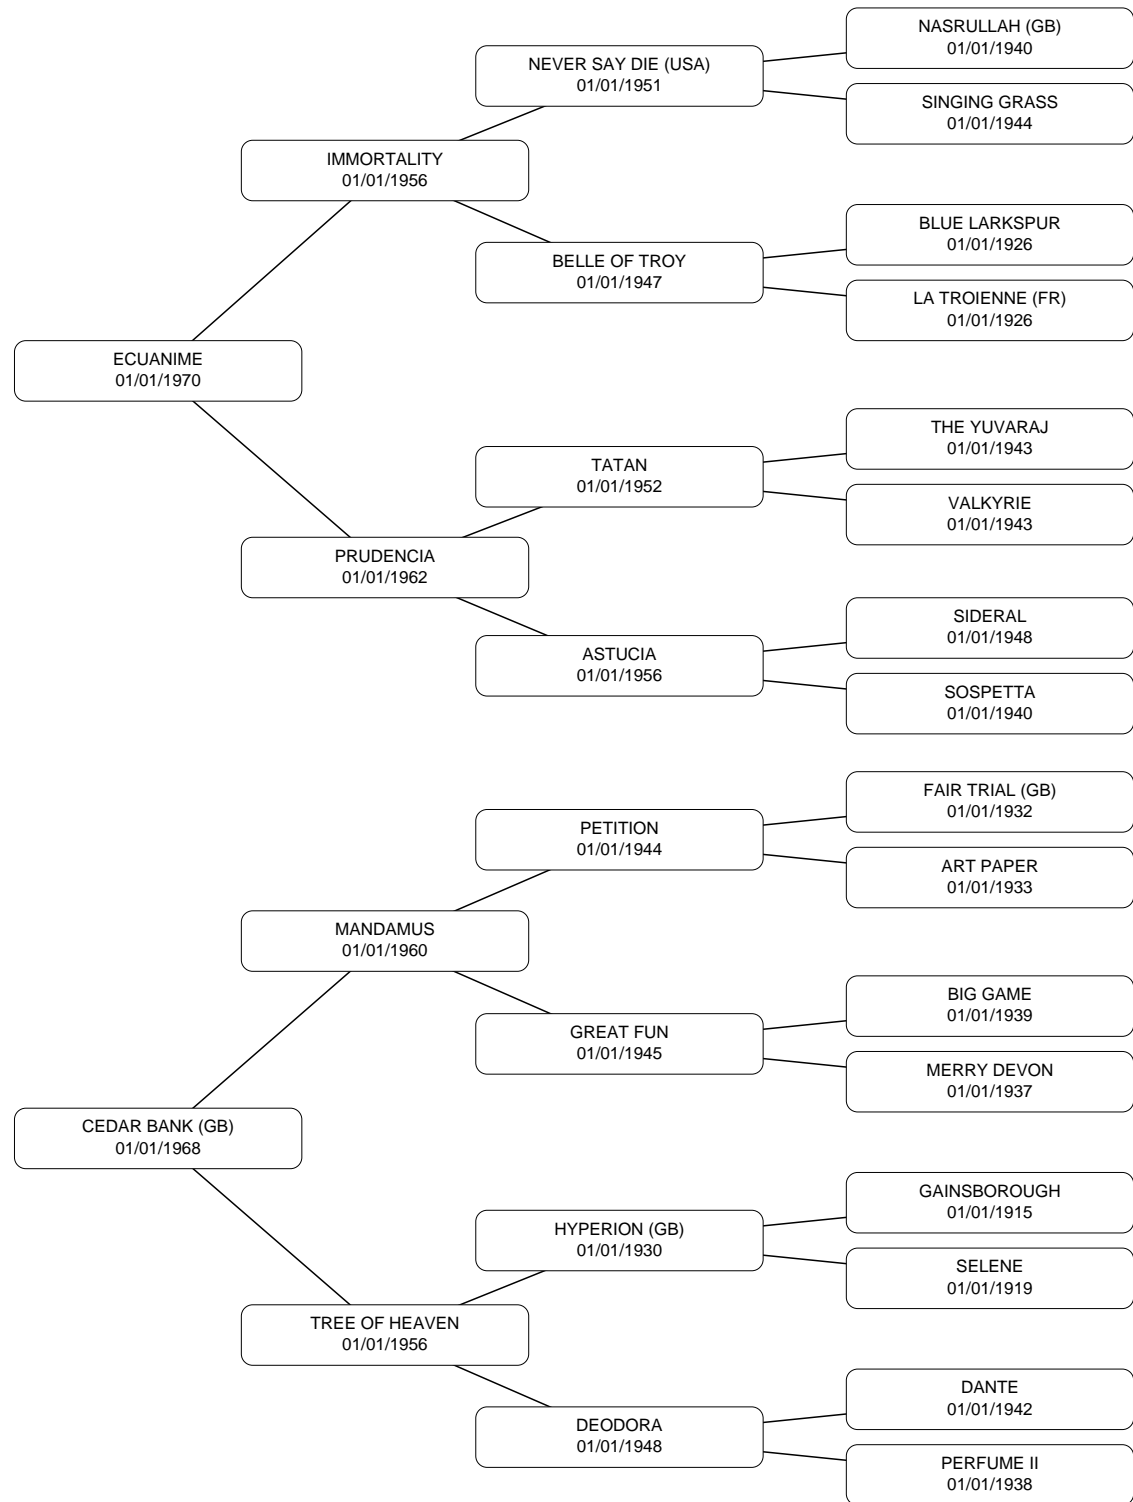 NASRULLAH (GB)
01/01/1940
NEVER SAY DIE (USA)
01/01/1951
SINGING GRASS
01/01/1944
IMMORTALITY
01/01/1956
BLUE LARKSPUR
01/01/1926
BELLE OF TROY
01/01/1947
LA TROIENNE (FR)
01/01/1926
ECUANIME
01/01/1970
THE YUVARAJ
01/01/1943
TATAN
01/01/1952
VALKYRIE
01/01/1943
PRUDENCIA
01/01/1962
SIDERAL
01/01/1948
ASTUCIA
01/01/1956
SOSPETTA
01/01/1940
FAIR TRIAL (GB)
01/01/1932
PETITION
01/01/1944
ART PAPER
01/01/1933
MANDAMUS
01/01/1960
BIG GAME
01/01/1939
GREAT FUN
01/01/1945
MERRY DEVON
01/01/1937
CEDAR BANK (GB)
01/01/1968
GAINSBOROUGH
01/01/1915
HYPERION (GB)
01/01/1930
SELENE
01/01/1919
TREE OF HEAVEN
01/01/1956
DANTE
01/01/1942
DEODORA
01/01/1948
PERFUME II
01/01/1938